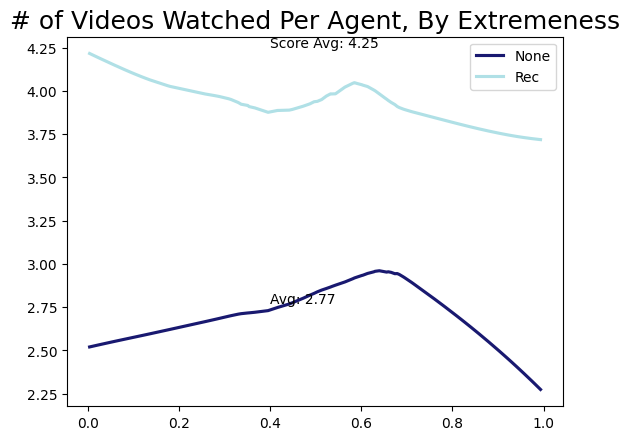 # of Videos Watched Per Agent, By Extremeness
Score Avg: 4.25
None
Rec
Avg: 2.77
4.25
4.00
3.75
3.50
3.25
3.00
2.75
2.50
2.25
0.0 0.2 0.4 0.6 0.8 1.0